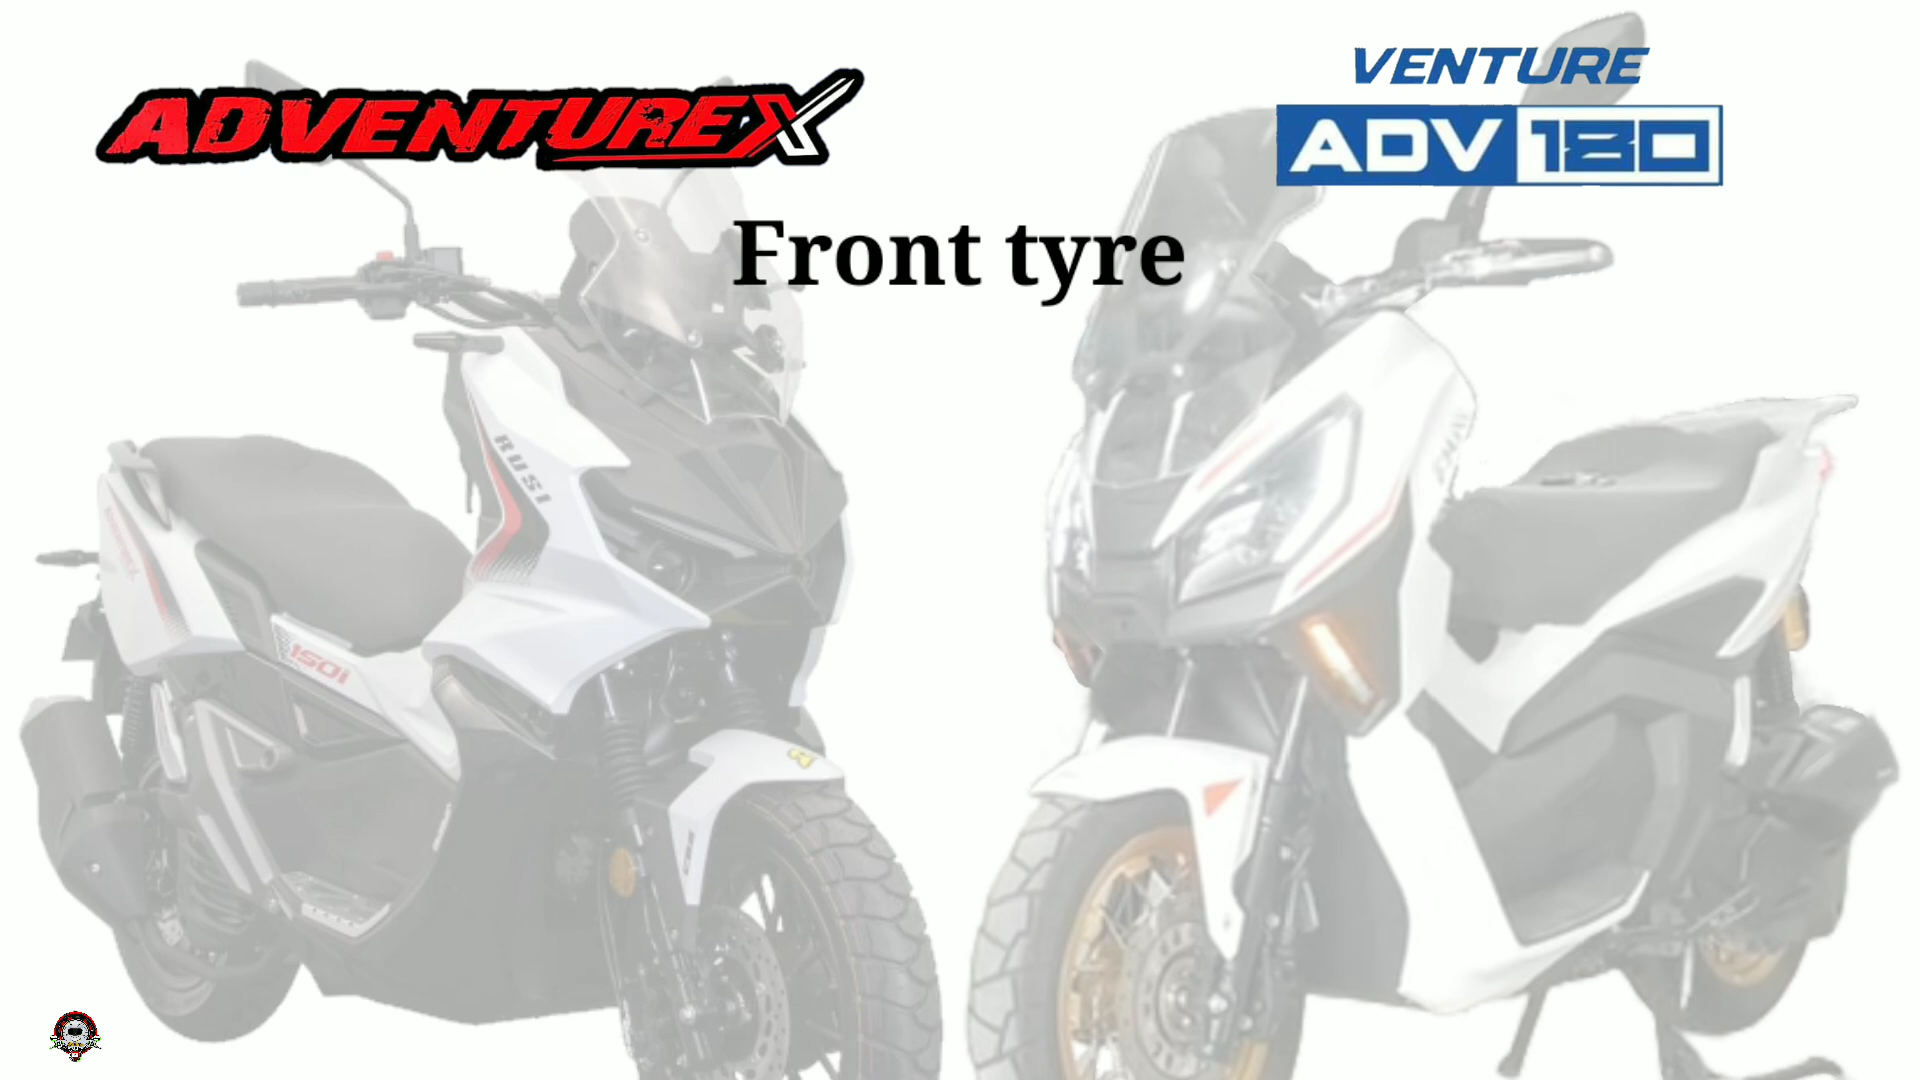 ADVENTUREX
VENTURE
ADV 180
Front tyre
RUSI
150i